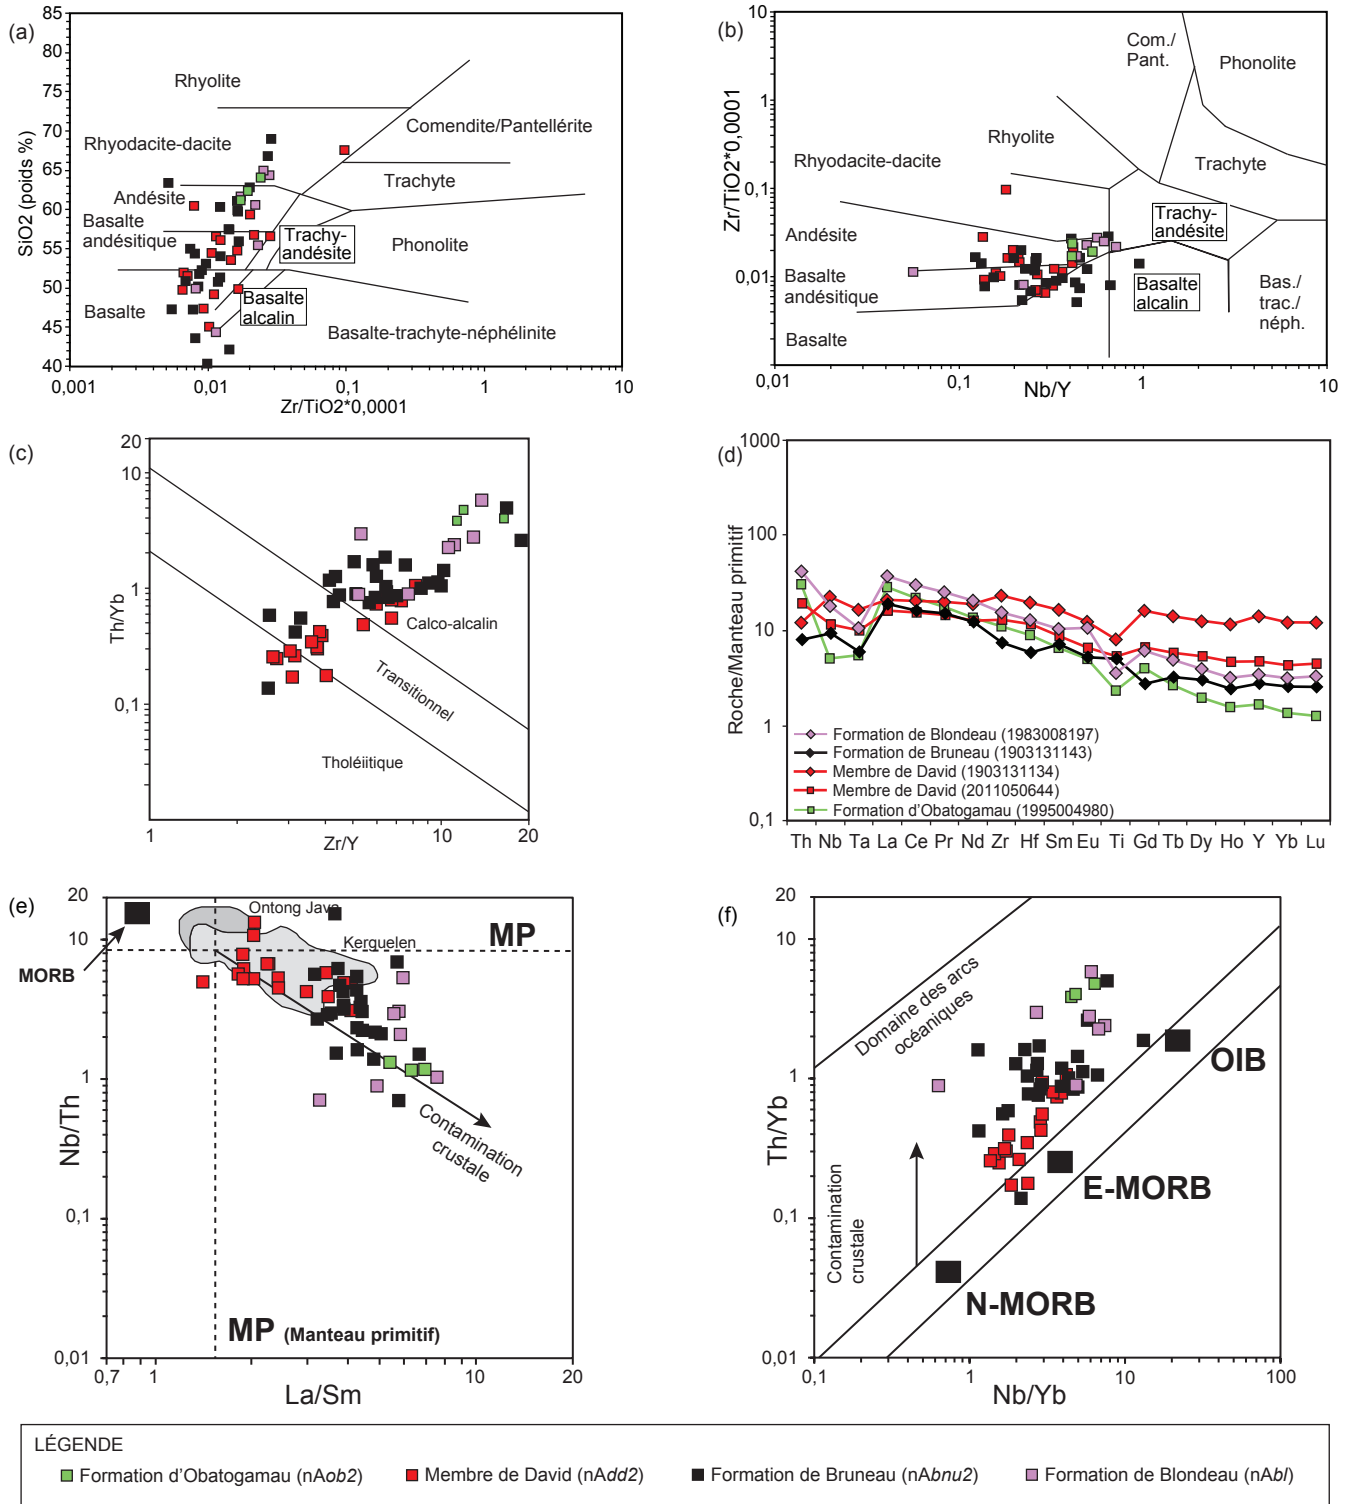 (a)
85
80
75
70
65
60
55
50
45
40
SiO2 (poids %)
Rhyolite
Comendite/Pantellérite
Rhyodacite-dacite
Trachyte
Andésite
Basalte
andésitique
Trachy-
andésite
Phonolite
Basalte
Basalte
alcalin
Basalte-trachyte-néphélinite
0,001
0,01
0,1
1
10
Zr/TiO2*0,0001
(b)
10
1
0,1
0,01
Zr/TiO2*0,0001
Com./
Pant.
Phonolite
Rhyolite
Rhyodacite-dacite
Trachyte
Trachy-
andésite
Andésite
Basalte
andésitique
Basalte
alcalin
Bas./
trac./
néph.
Basalte
0,01
0,1
1
10
Nb/Y
(c)
20
10
1
0,1
Th/Yb
Calco-alcalin
Transitionnel
Tholéiitique
1
10
20
Zr/Y
(d)
1000
100
10
1
0,1
Roche/Manteau primitif
Formation de Blondeau (1983008197)
Formation de Bruneau (1903131143)
Membre de David (1903131134)
Membre de David (2011050644)
Formation d'Obatogamau (1995004980)
Th Nb Ta La Ce Pr Nd Zr Hf Sm Eu Ti Gd Tb Dy Ho Y Yb Lu
(e)
20
10
1
0,1
0,01
Nb/Th
Ontong Java
Kerguelen
MP
MORB
Contamination
crustale
MP (Manteau primitif)
0,7
1
10
20
La/Sm
(f)
20
10
1
0,1
0,01
Th/Yb
Domaine des arcs
océaniques
OIB
E-MORB
N-MORB
Contamination
crustale
0,1
1
10
100
Nb/Yb
LÉGENDE
Formation d'Obatogamau (nAob2)
Membre de David (nAdd2)
Formation de Bruneau (nAbnu2)
Formation de Blondeau (nAbl)